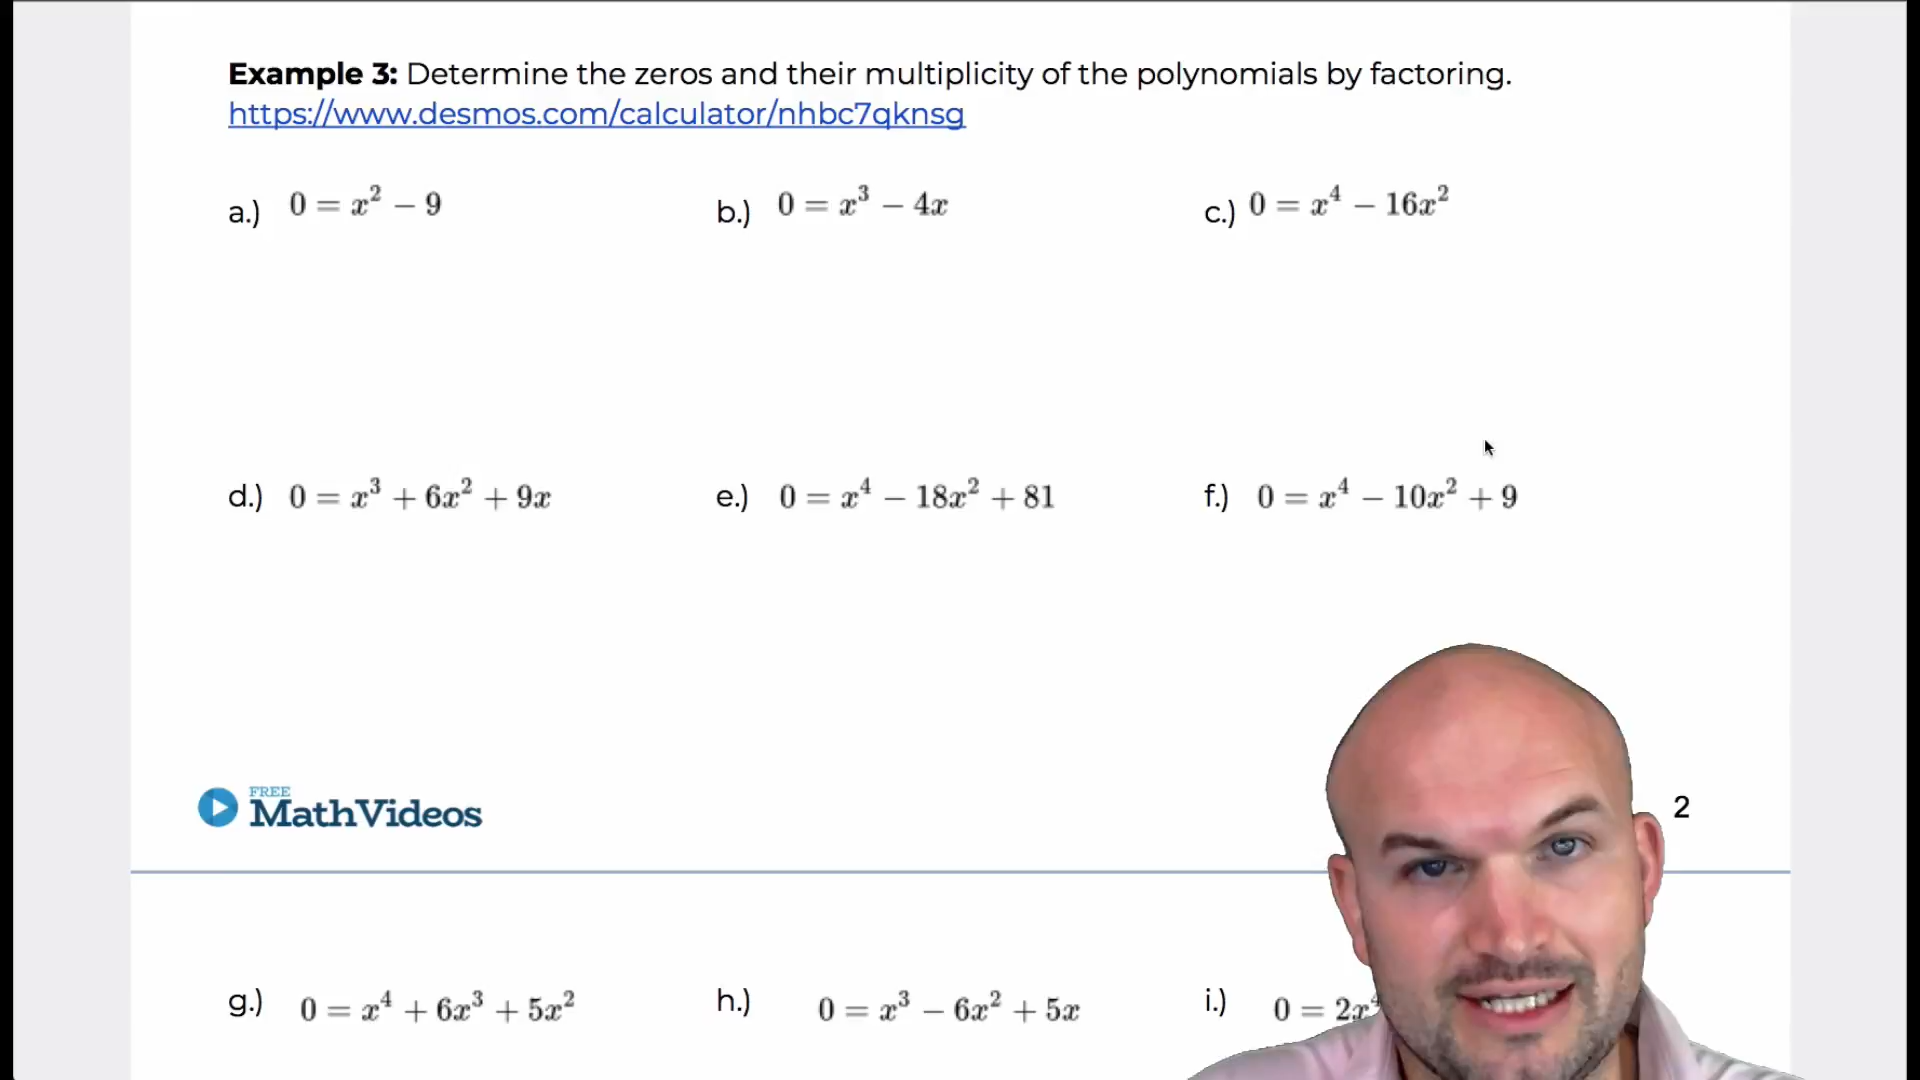 Example 3: Determine the zeros and their multiplicity of the polynomials by factoring.
https://www.desmos.com/calculator/nhbc7qknsg
a.) 0 = x² − 9 b.) 0 = x³ − 4x c.) 0 = x⁴ − 16x²
d.) 0 = x³ + 6x² + 9x e.) 0 = x⁴ − 18x² + 81 f.) 0 = x⁴ − 10x² + 9
FREE
MathVideos
2
g.) 0 = x⁴ + 6x³ + 5x² h.) 0 = x³ − 6x² + 5x i.) 0 = 2x⁴